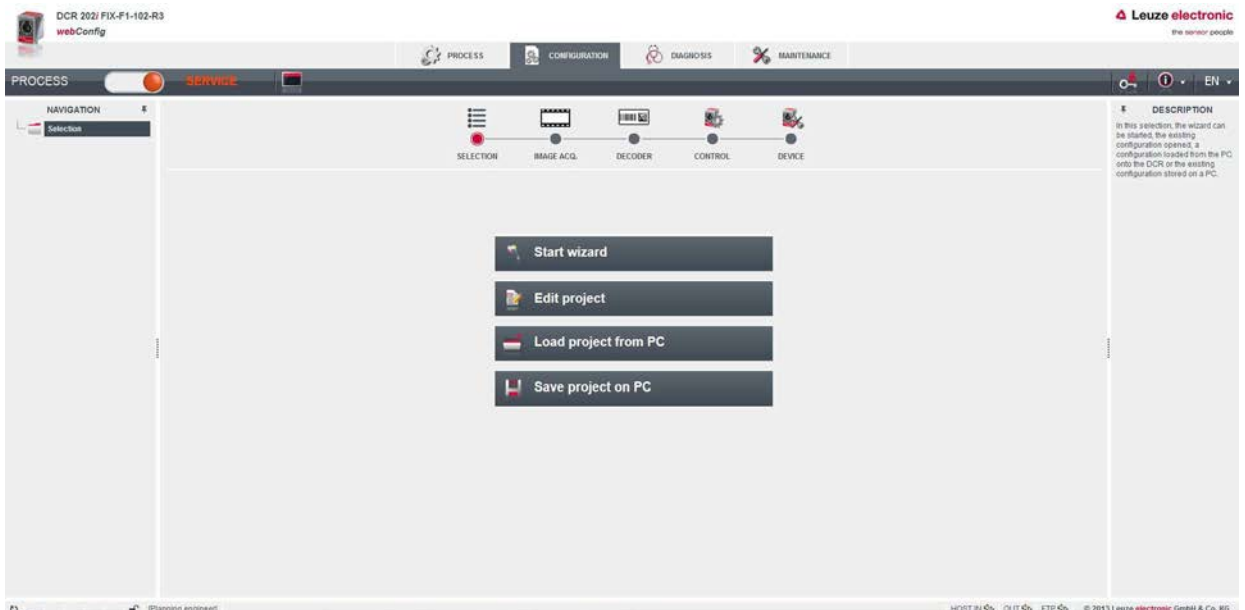 DCR 202i FIX-F1-102-R3
webConfig
Leuze electronic
the sensor people
PROCESS
CONFIGURATION
DIAGNOSIS
MAINTENANCE
PROCESS
SERVICE
EN
NAVIGATION
Selection
SELECTION
IMAGE ACQ.
DECODER
CONTROL
DEVICE
DESCRIPTION
In this selection, the wizard can
be started, the existing
configuration opened, a
configuration loaded from the PC
onto the DCR or the existing
configuration stored on a PC.
Start wizard
Edit project
Load project from PC
Save project on PC
(Planning engineer)
HOST IN OUT FTP © 2013 Leuze electronic GmbH & Co. KG